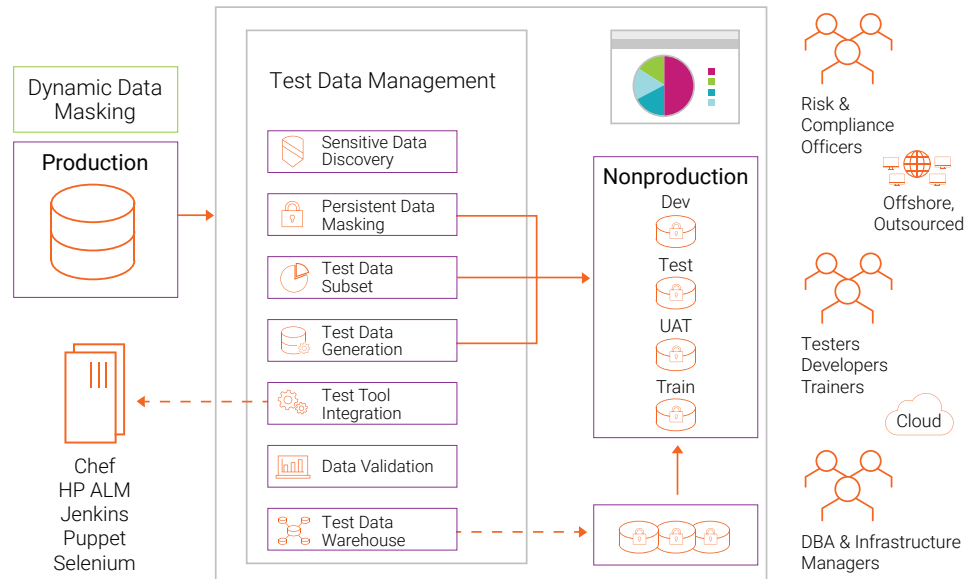 Dynamic Data
Masking
Production
Chef
HP ALM
Jenkins
Puppet
Selenium
Test Data Management
Sensitive Data
Discovery
Persistent Data
Masking
Test Data
Subset
Test Data
Generation
Test Tool
Integration
Data Validation
Test Data
Warehouse
Nonproduction
Dev
Test
UAT
Train
Risk &
Compliance
Officers
Offshore,
Outsourced
Testers
Developers
Trainers
Cloud
DBA & Infrastructure
Managers